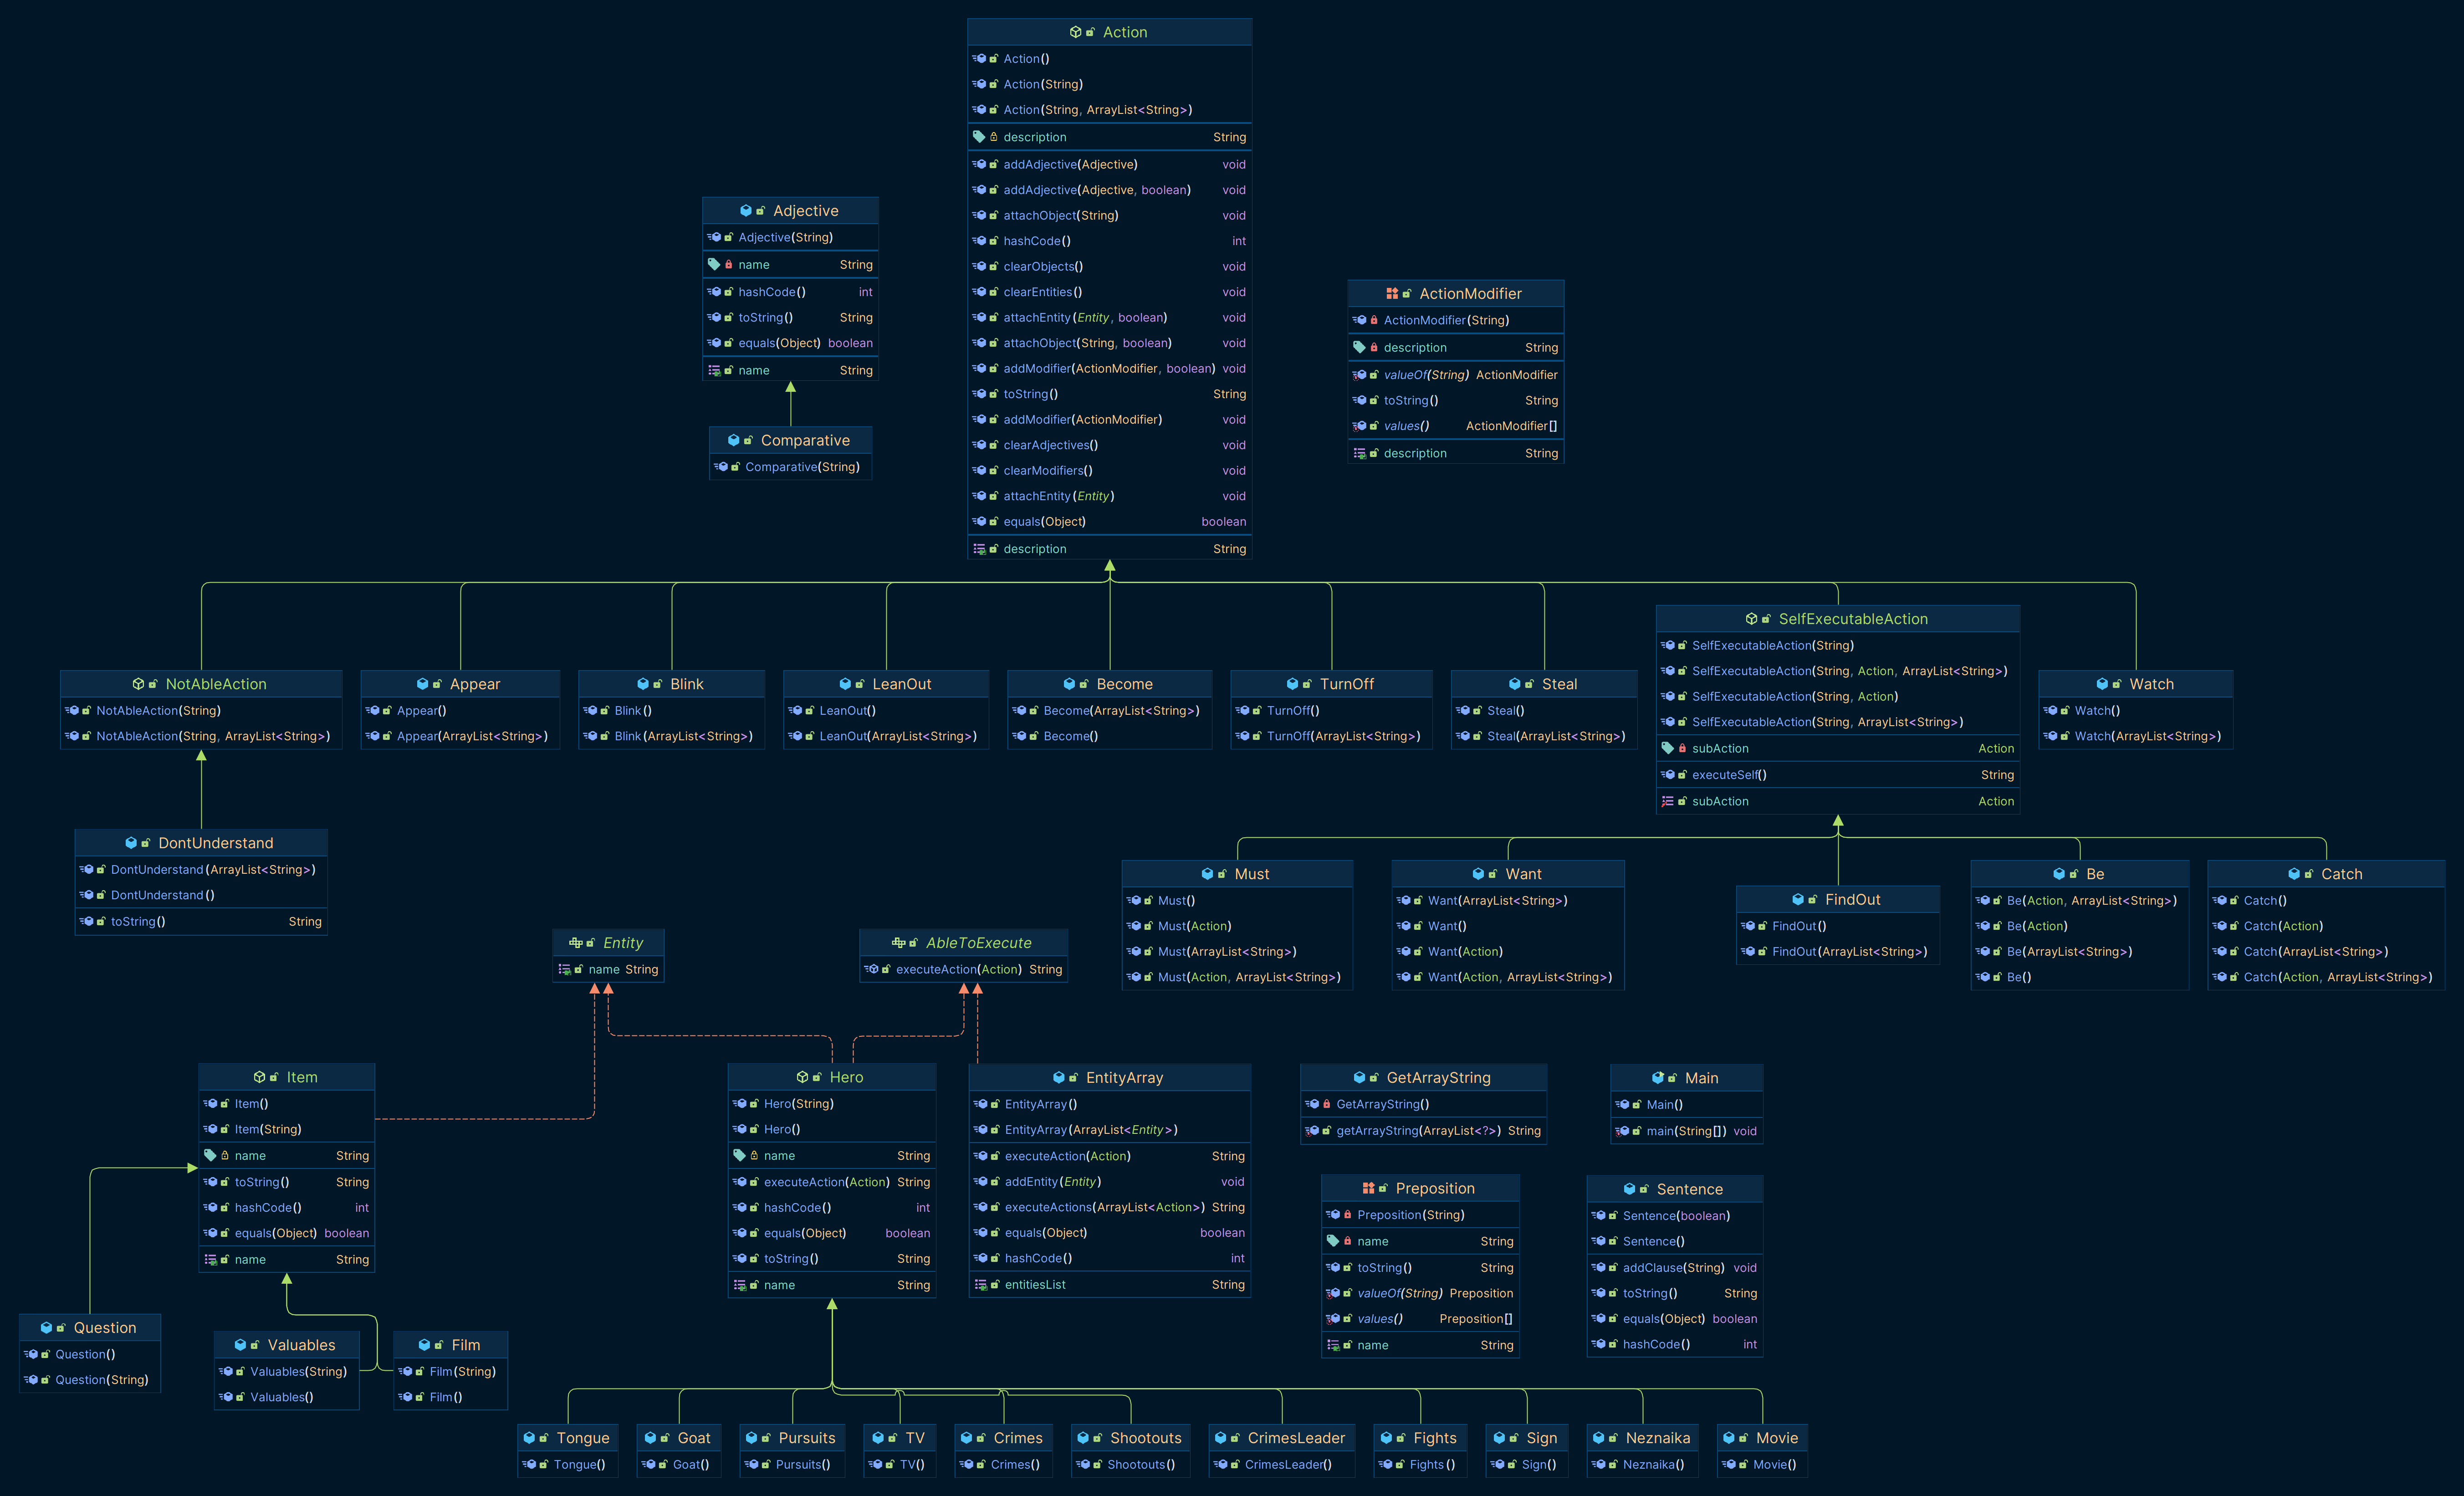 Action
Action()
Action(String)
Action(String, ArrayList<String>)
description String
addAdjective(Adjective) void
addAdjective(Adjective, boolean) void
attachObject(String) void
hashCode() int
clearObjects() void
clearEntities() void
attachEntity(Entity, boolean) void
attachObject(String, boolean) void
addModifier(ActionModifier, boolean) void
toString() String
addModifier(ActionModifier) void
clearAdjectives() void
clearModifiers() void
attachEntity(Entity) void
equals(Object) boolean
description String
Adjective
Adjective(String)
name String
hashCode() int
toString() String
equals(Object) boolean
name String
Comparative
Comparative(String)
ActionModifier
ActionModifier(String)
description String
valueOf(String) ActionModifier
toString() String
values() ActionModifier[]
description String
NotAbleAction
NotAbleAction(String)
NotAbleAction(String, ArrayList<String>)
Appear
Appear()
Appear(ArrayList<String>)
Blink
Blink()
Blink(ArrayList<String>)
LeanOut
LeanOut()
LeanOut(ArrayList<String>)
Become
Become(ArrayList<String>)
Become()
TurnOff
TurnOff()
TurnOff(ArrayList<String>)
Steal
Steal()
Steal(ArrayList<String>)
SelfExecutableAction
SelfExecutableAction(String)
SelfExecutableAction(String, Action, ArrayList<String>)
SelfExecutableAction(String, Action)
SelfExecutableAction(String, ArrayList<String>)
subAction Action
executeSelf() String
subAction Action
Watch
Watch()
Watch(ArrayList<String>)
DontUnderstand
DontUnderstand(ArrayList<String>)
DontUnderstand()
toString() String
Must
Must()
Must(Action)
Must(ArrayList<String>)
Must(Action, ArrayList<String>)
Want
Want(ArrayList<String>)
Want()
Want(Action)
Want(Action, ArrayList<String>)
FindOut
FindOut()
FindOut(ArrayList<String>)
Be
Be(Action, ArrayList<String>)
Be(Action)
Be(ArrayList<String>)
Be()
Catch
Catch()
Catch(Action)
Catch(ArrayList<String>)
Catch(Action, ArrayList<String>)
Entity
name String
AbleToExecute
executeAction(Action) String
Item
Item()
Item(String)
name String
toString() String
hashCode() int
equals(Object) boolean
name String
Hero
Hero(String)
Hero()
name String
executeAction(Action) String
hashCode() int
equals(Object) boolean
toString() String
name String
EntityArray
EntityArray()
EntityArray(ArrayList<Entity>)
executeAction(Action) String
addEntity(Entity) void
executeActions(ArrayList<Action>) String
equals(Object) boolean
hashCode() int
entitiesList String
GetArrayString
GetArrayString()
getArrayString(ArrayList<?>) String
Main
Main()
main(String[]) void
Preposition
Preposition(String)
name String
toString() String
valueOf(String) Preposition
values() Preposition[]
name String
Sentence
Sentence(boolean)
Sentence()
addClause(String) void
toString() String
equals(Object) boolean
hashCode() int
Question
Question()
Question(String)
Valuables
Valuables(String)
Valuables()
Film
Film(String)
Film()
Tongue
Tongue()
Goat
Goat()
Pursuits
Pursuits()
TV
TV()
Crimes
Crimes()
Shootouts
Shootouts()
CrimesLeader
CrimesLeader()
Fights
Fights()
Sign
Sign()
Neznaika
Neznaika()
Movie
Movie()